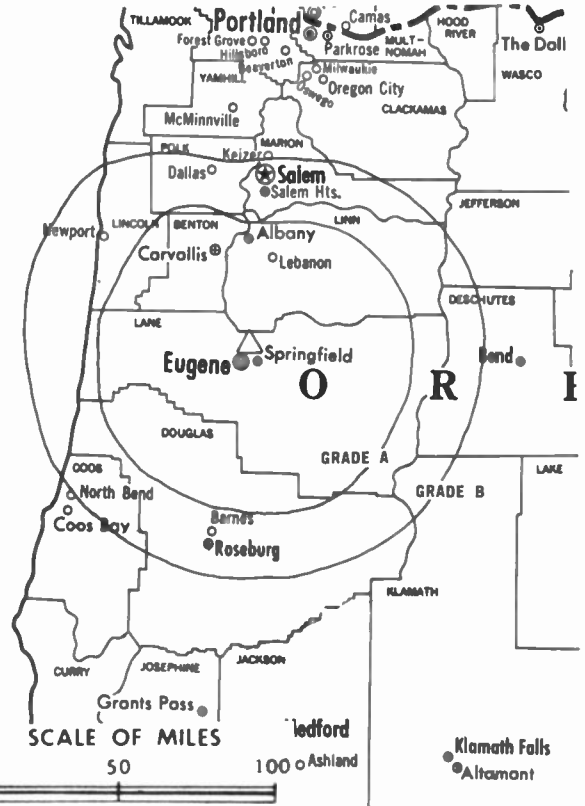 TILLAMOOK
Portland
Camas
HOOD RIVER
Forest Grove
Hillsboro
Beaverton
Parkrose
MULT-
NOMAH
The Dall
YAMHILL
Milwaukie
Oswego
Oregon City
WASCO
McMinnville
CLACKAMAS
MARION
POLK
Keizer
Dallas
Salem
Salem Hts.
JEFFERSON
Newport
LINCOLN
BENTON
LINN
Albany
Corvallis
Lebanon
DESCHUTES
LANE
Eugene
Springfield
Bend
O R
DOUGLAS
GRADE A
COOS
LAKE
North Bend
GRADE B
Coos Bay
Barnes
Roseburg
KLAMATH
CURRY
JOSEPHINE
JACKSON
Grants Pass
SCALE OF MILES
edford
Klamath Falls
50
100
Ashland
Altamont